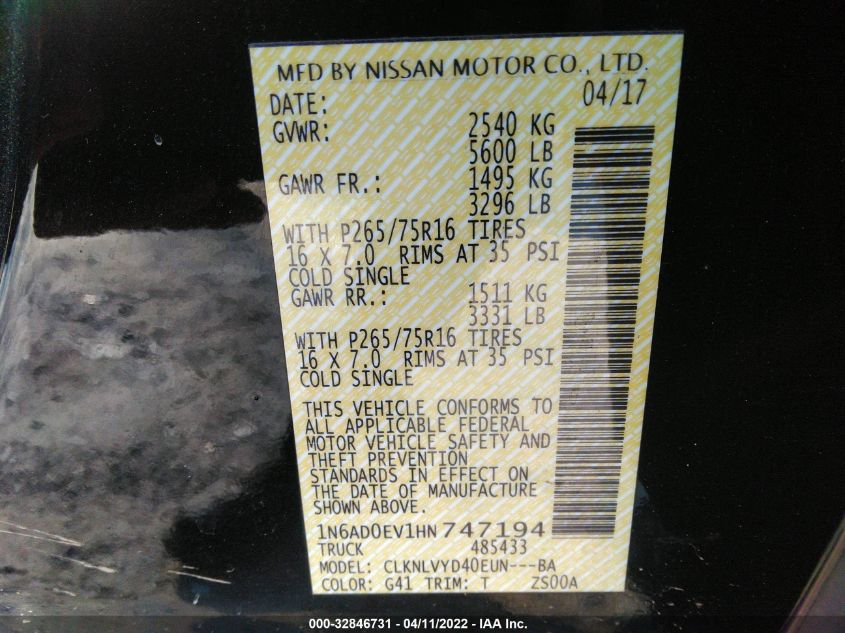 MFD BY NISSAN MOTOR CO., LTD.
DATE: 04/17
GVWR: 2540 KG
5600 LB
GAWR FR.: 1495 KG
3296 LB
WITH P265/75R16 TIRES
16 X 7.0 RIMS AT 35 PSI
COLD SINGLE
GAWR RR.: 1511 KG
3331 LB
WITH P265/75R16 TIRES
16 X 7.0 RIMS AT 35 PSI
COLD SINGLE
THIS VEHICLE CONFORMS TO
ALL APPLICABLE FEDERAL
MOTOR VEHICLE SAFETY AND
THEFT PREVENTION
STANDARDS IN EFFECT ON
THE DATE OF MANUFACTURE
SHOWN ABOVE.
1N6AD0EV1HN747194
TRUCK 485433
MODEL: CLKNLVYD40EUN---BA
COLOR: G41 TRIM: T ZS00A
000-32846731 - 04/11/2022 - IAA Inc.